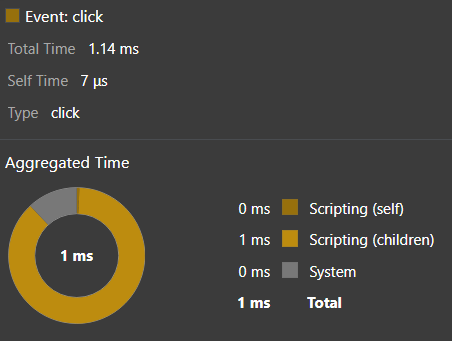 Event: click
Total Time 1.14 ms
Self Time 7 μs
Type click
Aggregated Time
1 ms
0 ms Scripting (self)
1 ms Scripting (children)
0 ms System
1 ms Total